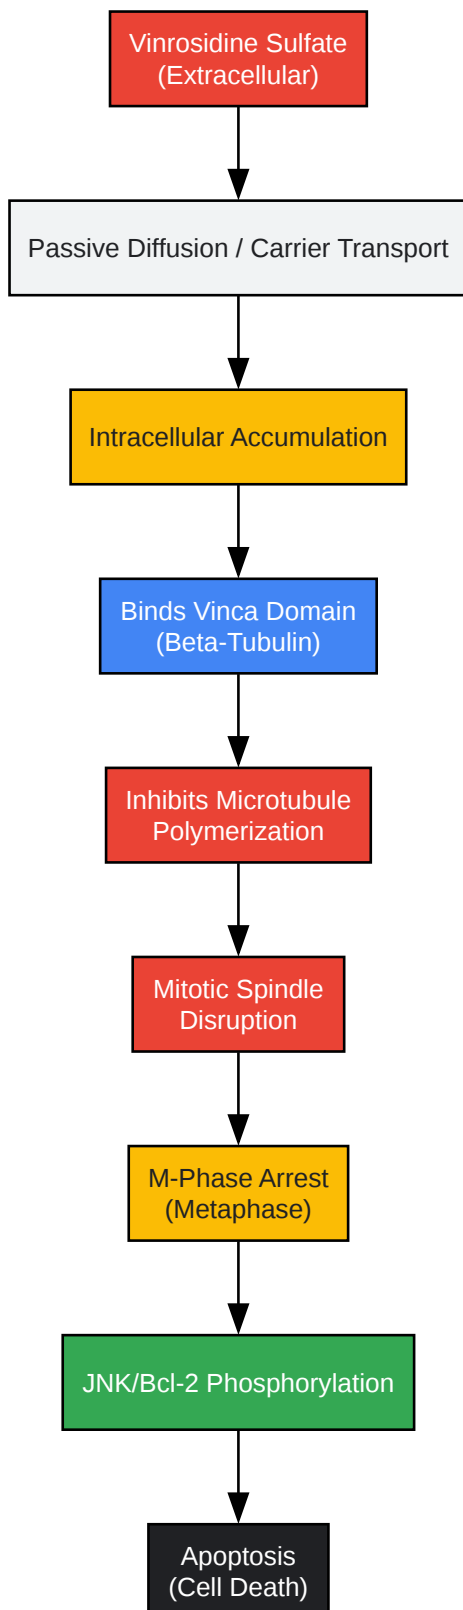 Vinrosidine Sulfate
(Extracellular)
Passive Diffusion / Carrier Transport
Intracellular Accumulation
Binds Vinca Domain
(Beta-Tubulin)
Inhibits Microtubule
Polymerization
Mitotic Spindle
Disruption
M-Phase Arrest
(Metaphase)
JNK/Bcl-2 Phosphorylation
Apoptosis
(Cell Death)